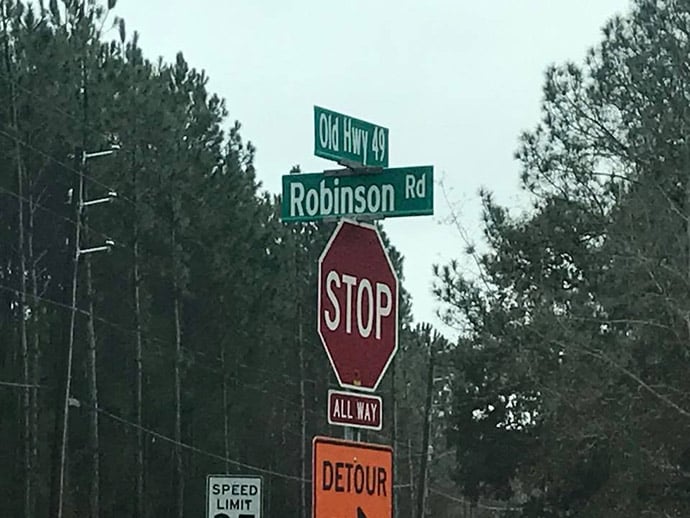 Old Hwy 49
Robinson Rd
STOP
ALL WAY
DETOUR
SPEED
LIMIT